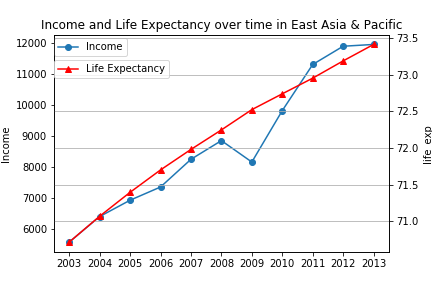 Income and Life Expectancy over time in East Asia & Pacific
Income
Life Expectancy
12000
11000
10000
9000
8000
7000
6000
Income
73.5
73.0
72.5
72.0
71.5
71.0
life_exp
2003 2004 2005 2006 2007 2008 2009 2010 2011 2012 2013